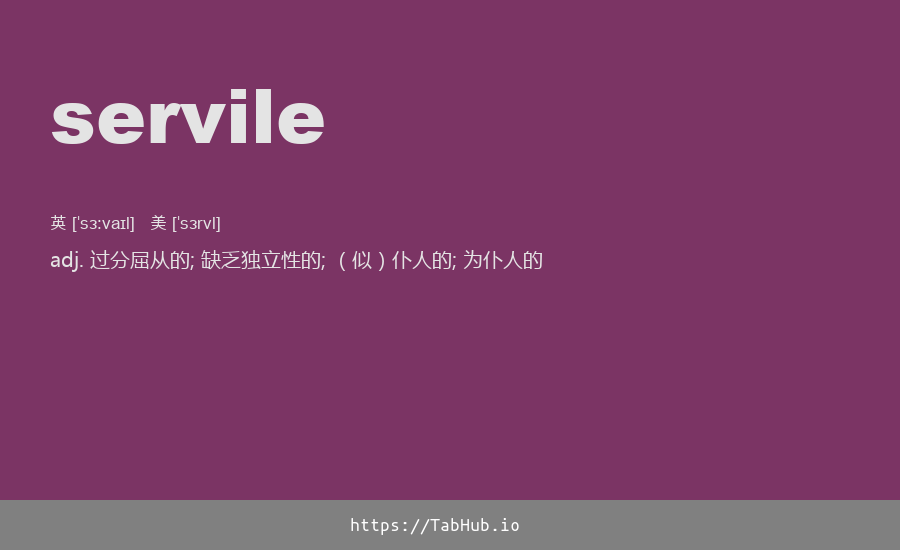 servile
英 [ˈsɜːvaɪl] 美 [ˈsɜrvl]
adj. 过分屈从的; 缺乏独立性的; （似）仆人的; 为仆人的
https://TabHub.io